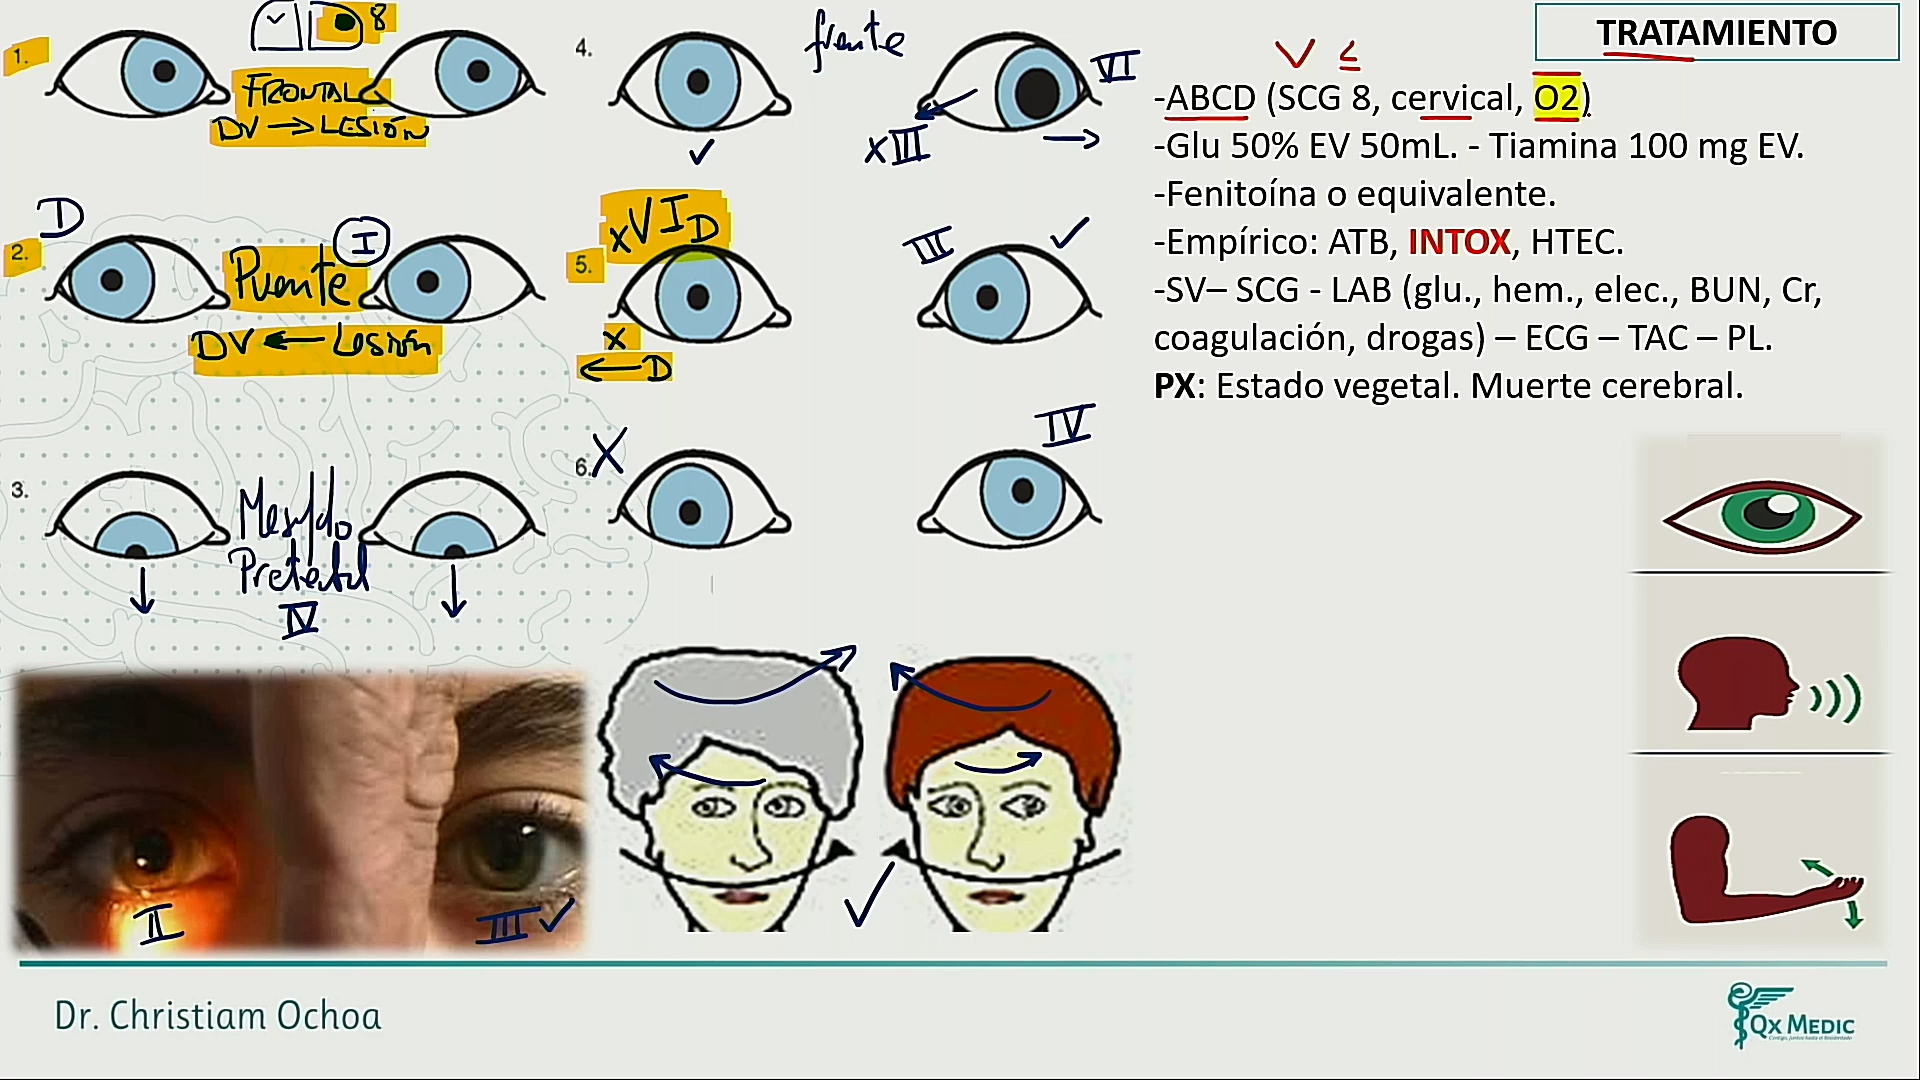 1.
8
FRONTAL
DV → LESIÓN
4.
frente
VI
xIII
D
2.
Puente
I
DV ← Lesión
xVI D
5.
x
← D
III
3.
Pretectal
IV
6.
X
IV
II
III
TRATAMIENTO
V ≤
-ABCD (SCG 8, cervical, O2)
-Glu 50% EV 50mL. - Tiamina 100 mg EV.
-Fenitoína o equivalente.
-Empírico: ATB, INTOX, HTEC.
-SV– SCG - LAB (glu., hem., elec., BUN, Cr,
coagulación, drogas) – ECG – TAC – PL.
PX: Estado vegetal. Muerte cerebral.
Dr. Christiam Ochoa
Qx MEDIC